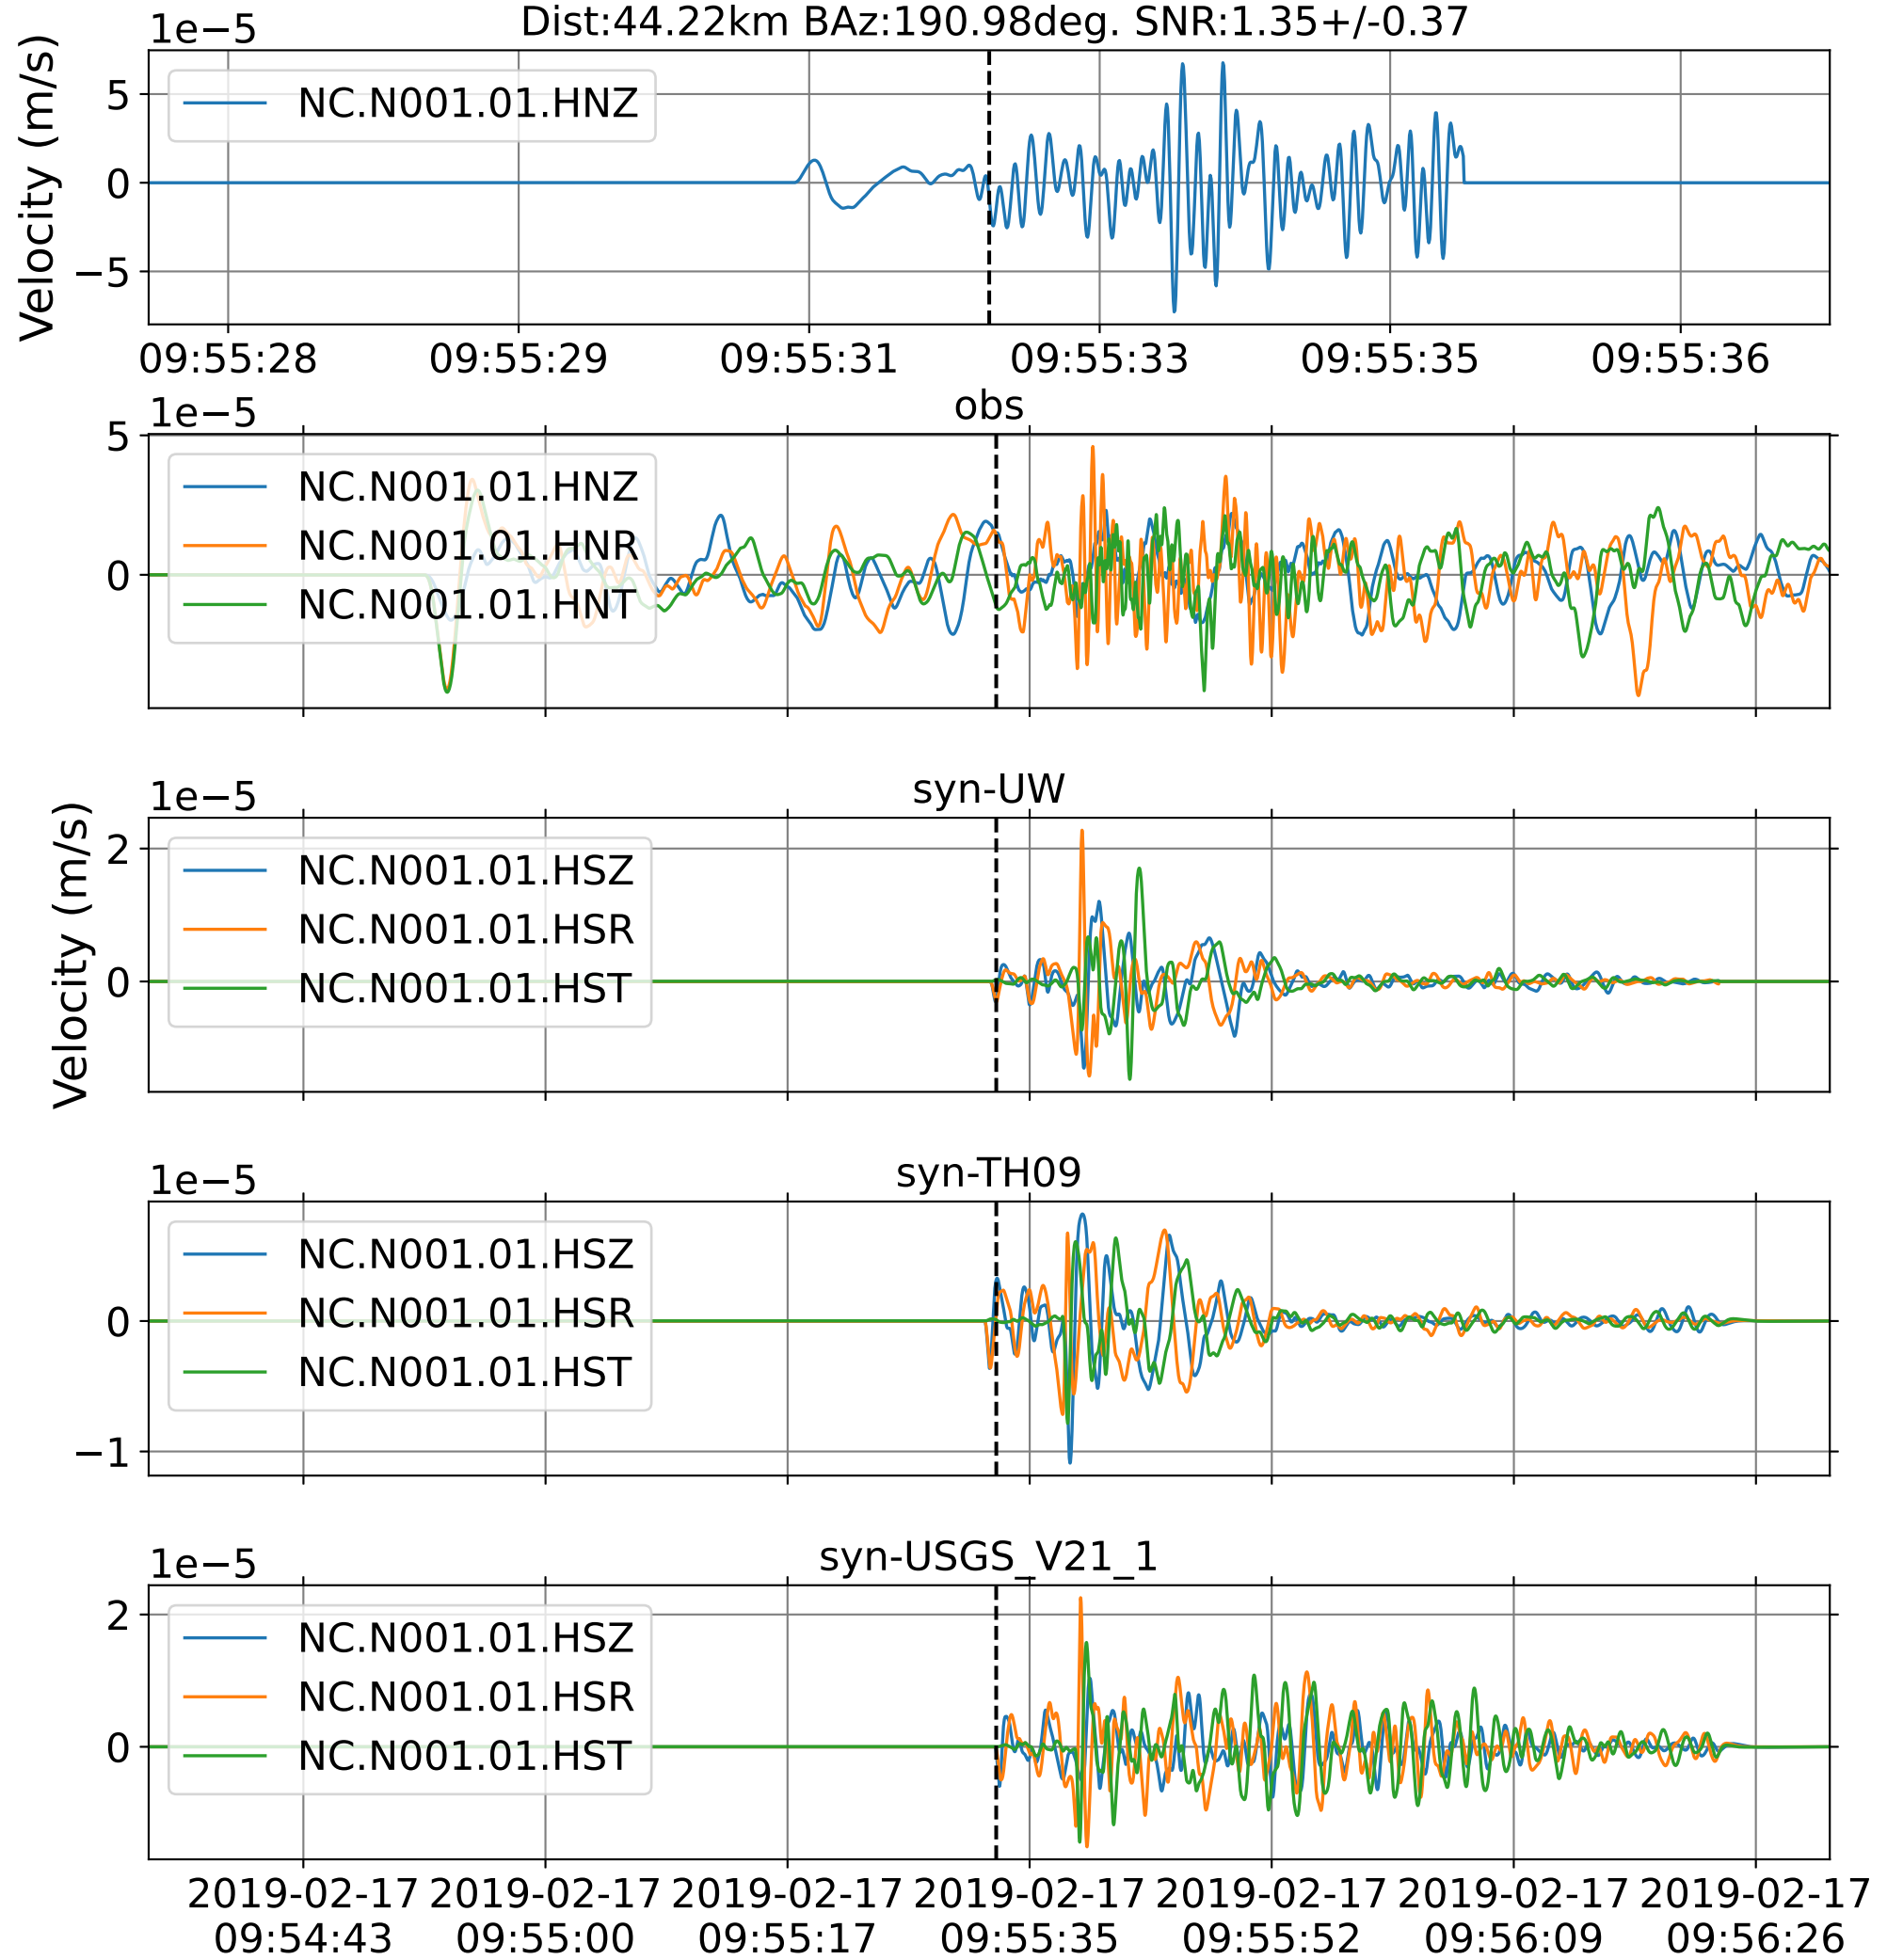 Dist:44.22km BAz:190.98deg. SNR:1.35+/-0.37
1e−5
Velocity (m/s)
5
0
−5
NC.N001.01.HNZ
09:55:28 09:55:29 09:55:31 09:55:33 09:55:35 09:55:36
obs
1e−5
5
0
NC.N001.01.HNZ
NC.N001.01.HNR
NC.N001.01.HNT
syn-UW
1e−5
Velocity (m/s)
2
0
NC.N001.01.HSZ
NC.N001.01.HSR
NC.N001.01.HST
syn-TH09
1e−5
0
−1
NC.N001.01.HSZ
NC.N001.01.HSR
NC.N001.01.HST
syn-USGS_V21_1
1e−5
2
0
NC.N001.01.HSZ
NC.N001.01.HSR
NC.N001.01.HST
2019-02-17 2019-02-17 2019-02-17 2019-02-17 2019-02-17 2019-02-17 2019-02-17
09:54:43 09:55:00 09:55:17 09:55:35 09:55:52 09:56:09 09:56:26